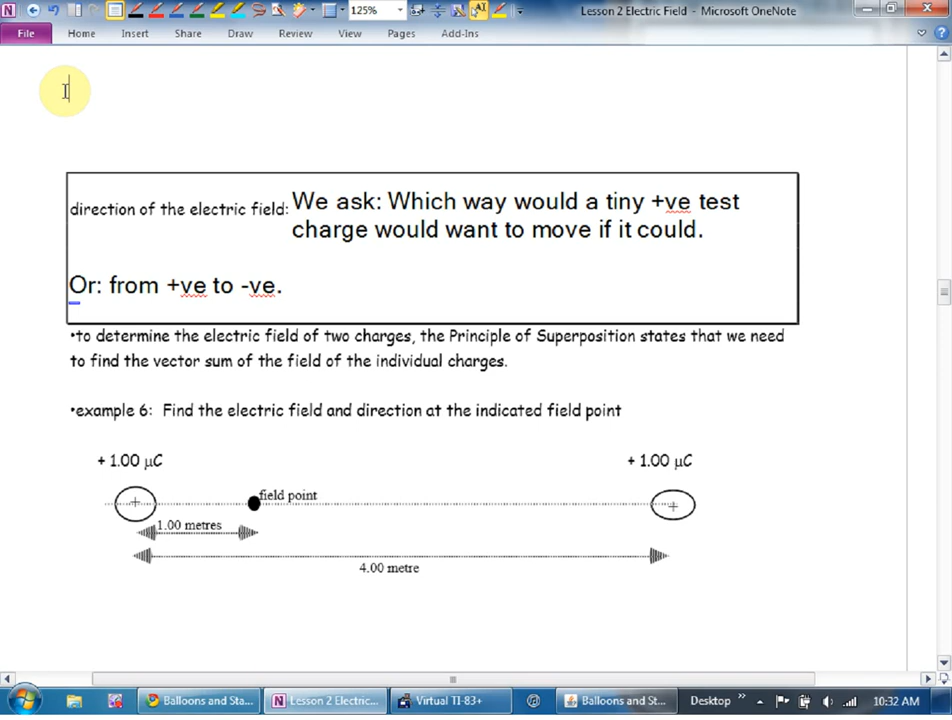 125%
Lesson 2 Electric Field - Microsoft OneNote
File Home Insert Share Draw Review View Pages Add-Ins
direction of the electric field: We ask: Which way would a tiny +ve test
charge would want to move if it could.
Or: from +ve to -ve.
•to determine the electric field of two charges, the Principle of Superposition states that we need
to find the vector sum of the field of the individual charges.
•example 6: Find the electric field and direction at the indicated field point
+ 1.00 µC + 1.00 µC
field point
+ +
1.00 metres
4.00 metre
Balloons and Sta... Lesson 2 Electric... Virtual TI-83+ Balloons and St... Desktop 10:32 AM